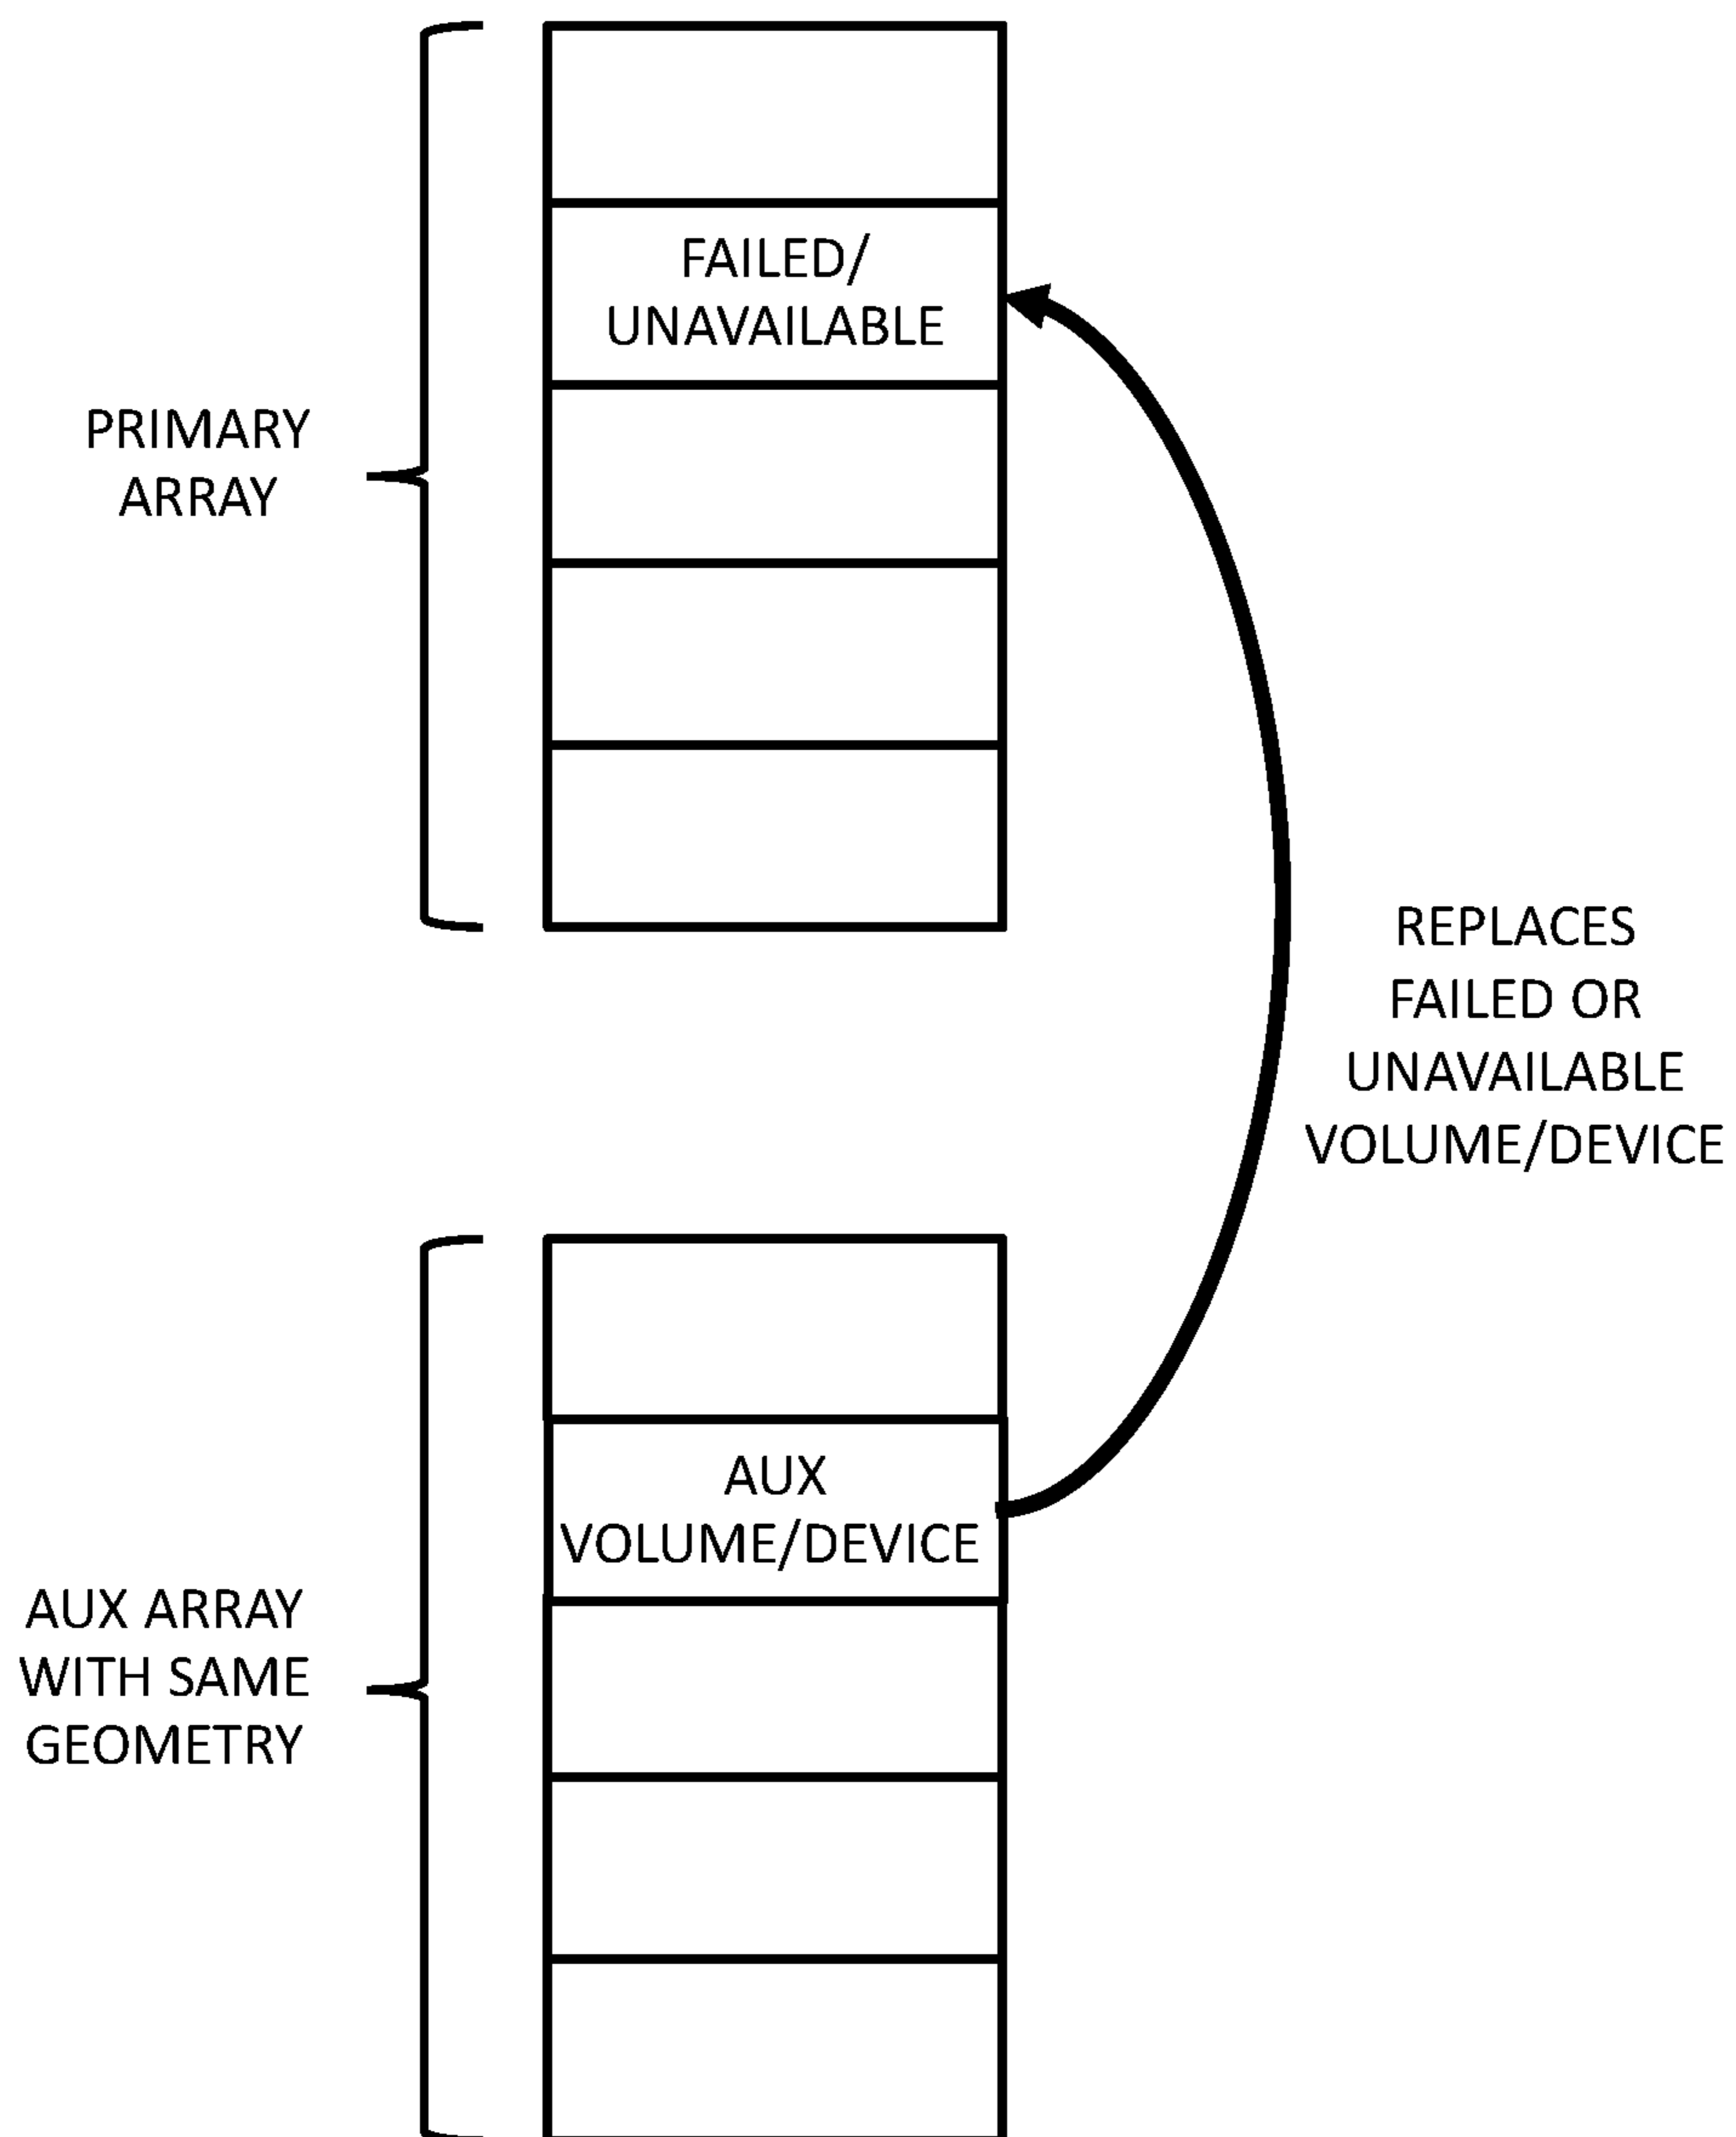 FAILED/
UNAVAILABLE
PRIMARY
ARRAY
REPLACES
FAILED OR
UNAVAILABLE
VOLUME/DEVICE
AUX
VOLUME/DEVICE
AUX ARRAY
WITH SAME
GEOMETRY